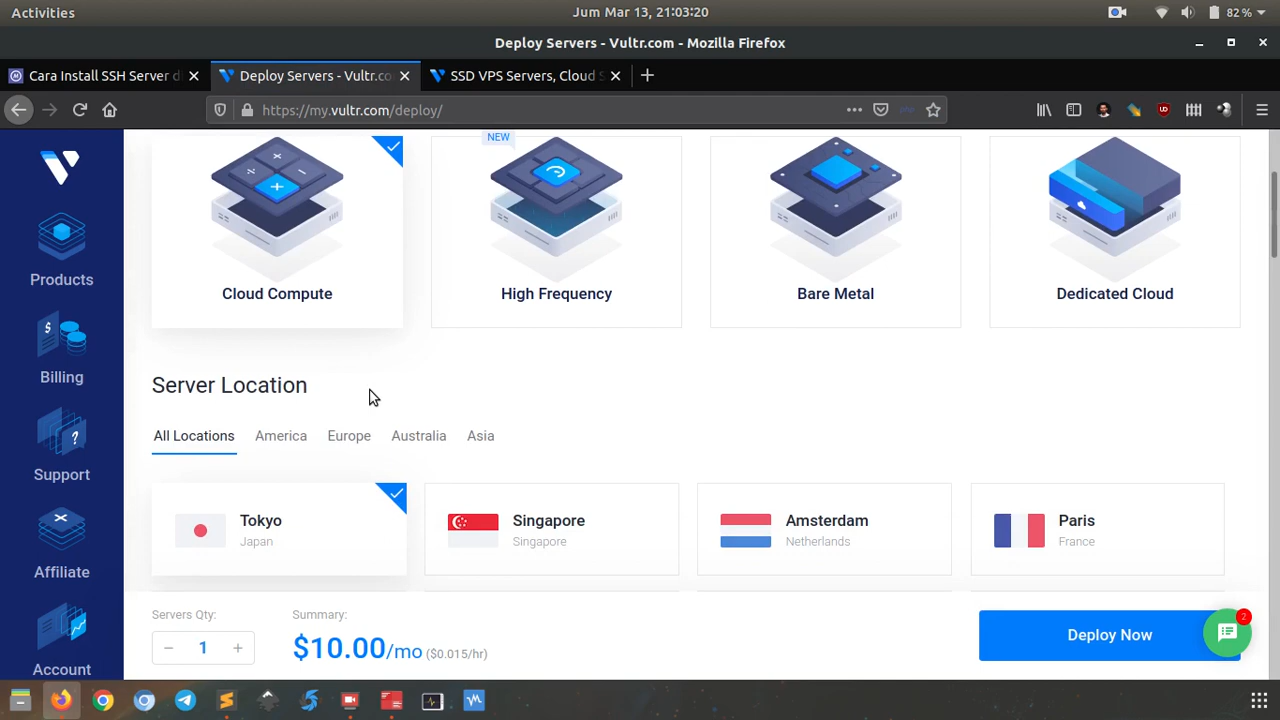 Activities
Jum Mar 13, 21:03:20
82 %
Deploy Servers - Vultr.com - Mozilla Firefox
Cara Install SSH Server d
Deploy Servers - Vultr.co
SSD VPS Servers, Cloud S
https://my.vultr.com/deploy/
Products
Billing
Support
Affiliate
Account
NEW
Cloud Compute
High Frequency
Bare Metal
Dedicated Cloud
Server Location
All Locations
America
Europe
Australia
Asia
Tokyo
Japan
Singapore
Singapore
Amsterdam
Netherlands
Paris
France
Servers Qty:
1
Summary:
$10.00/mo ($0.015/hr)
Deploy Now
2